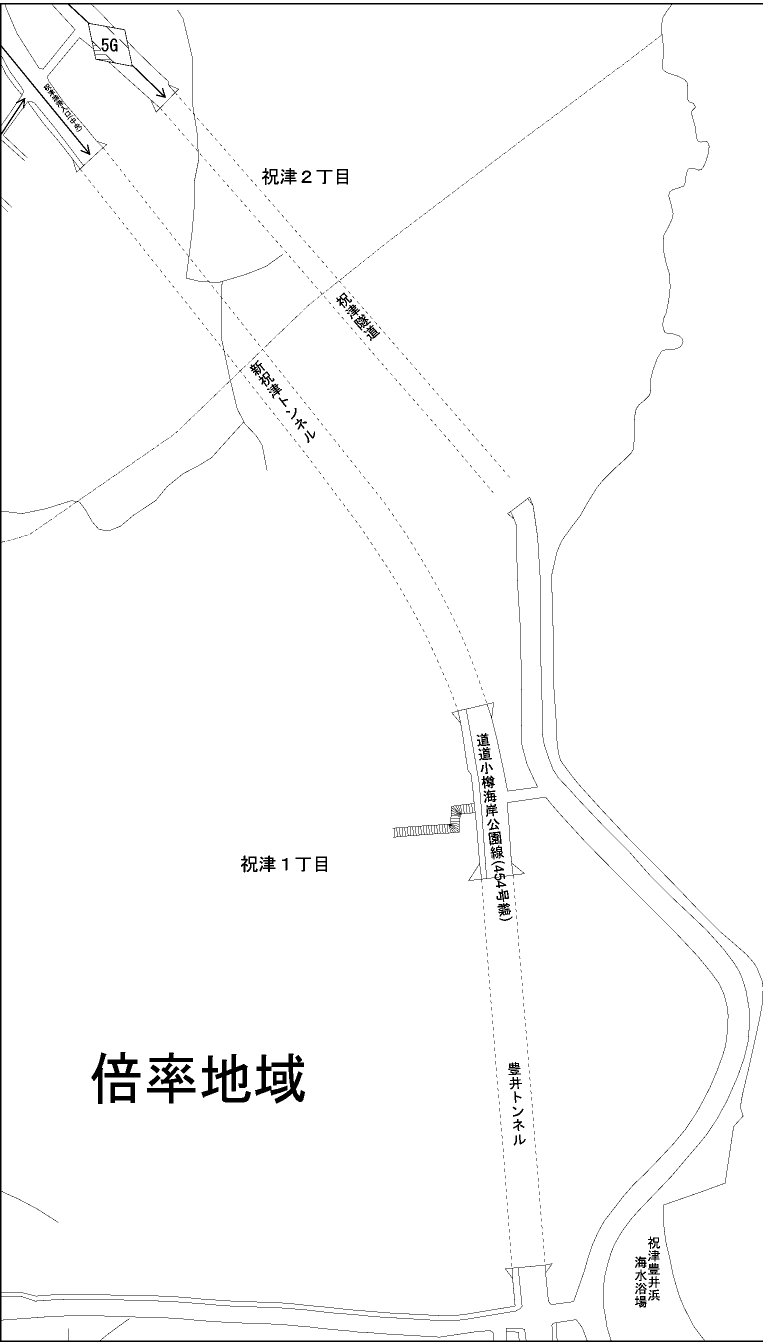 5G
祝津2丁目
祝津隧道
新祝津トンネル
道道小樽海岸公園線(454号線)
祝津1丁目
倍率地域
豊井トンネル
祝津豊井浜
海水浴場